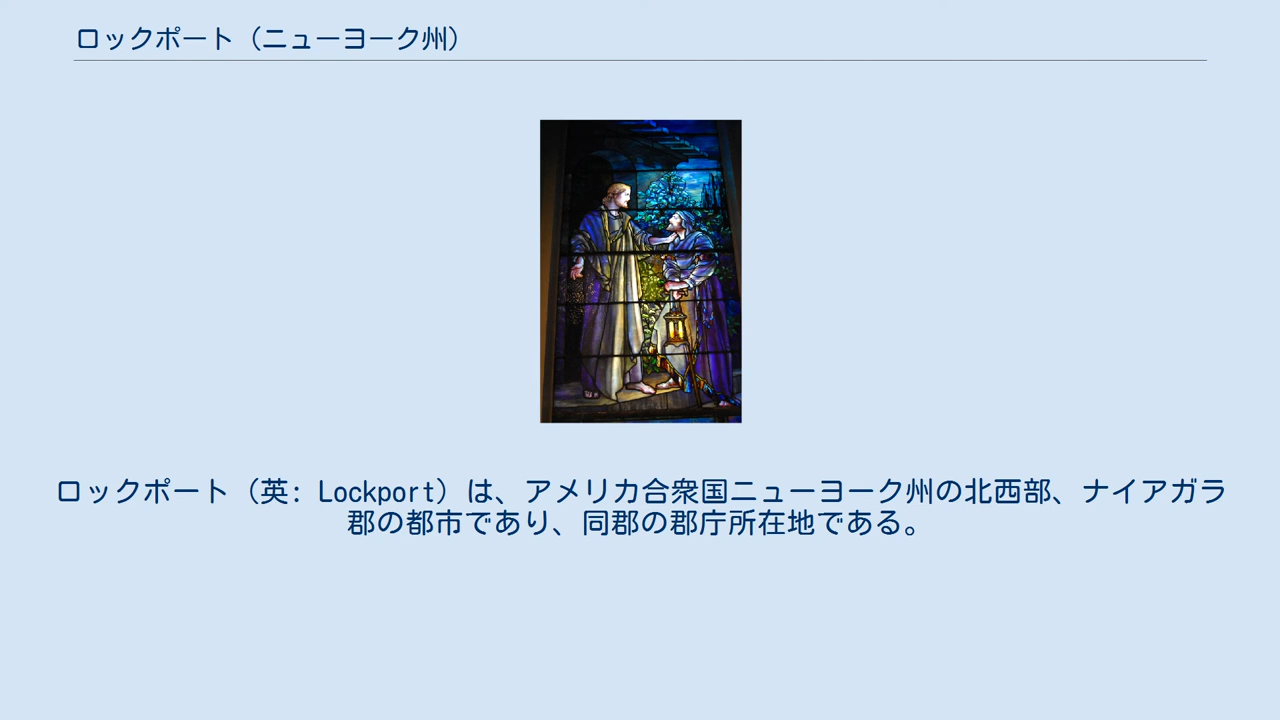 ロックポート（ニューヨーク州）
ロックポート（英: Lockport）は、アメリカ合衆国ニューヨーク州の北西部、ナイアガラ
郡の都市であり、同郡の郡庁所在地である。